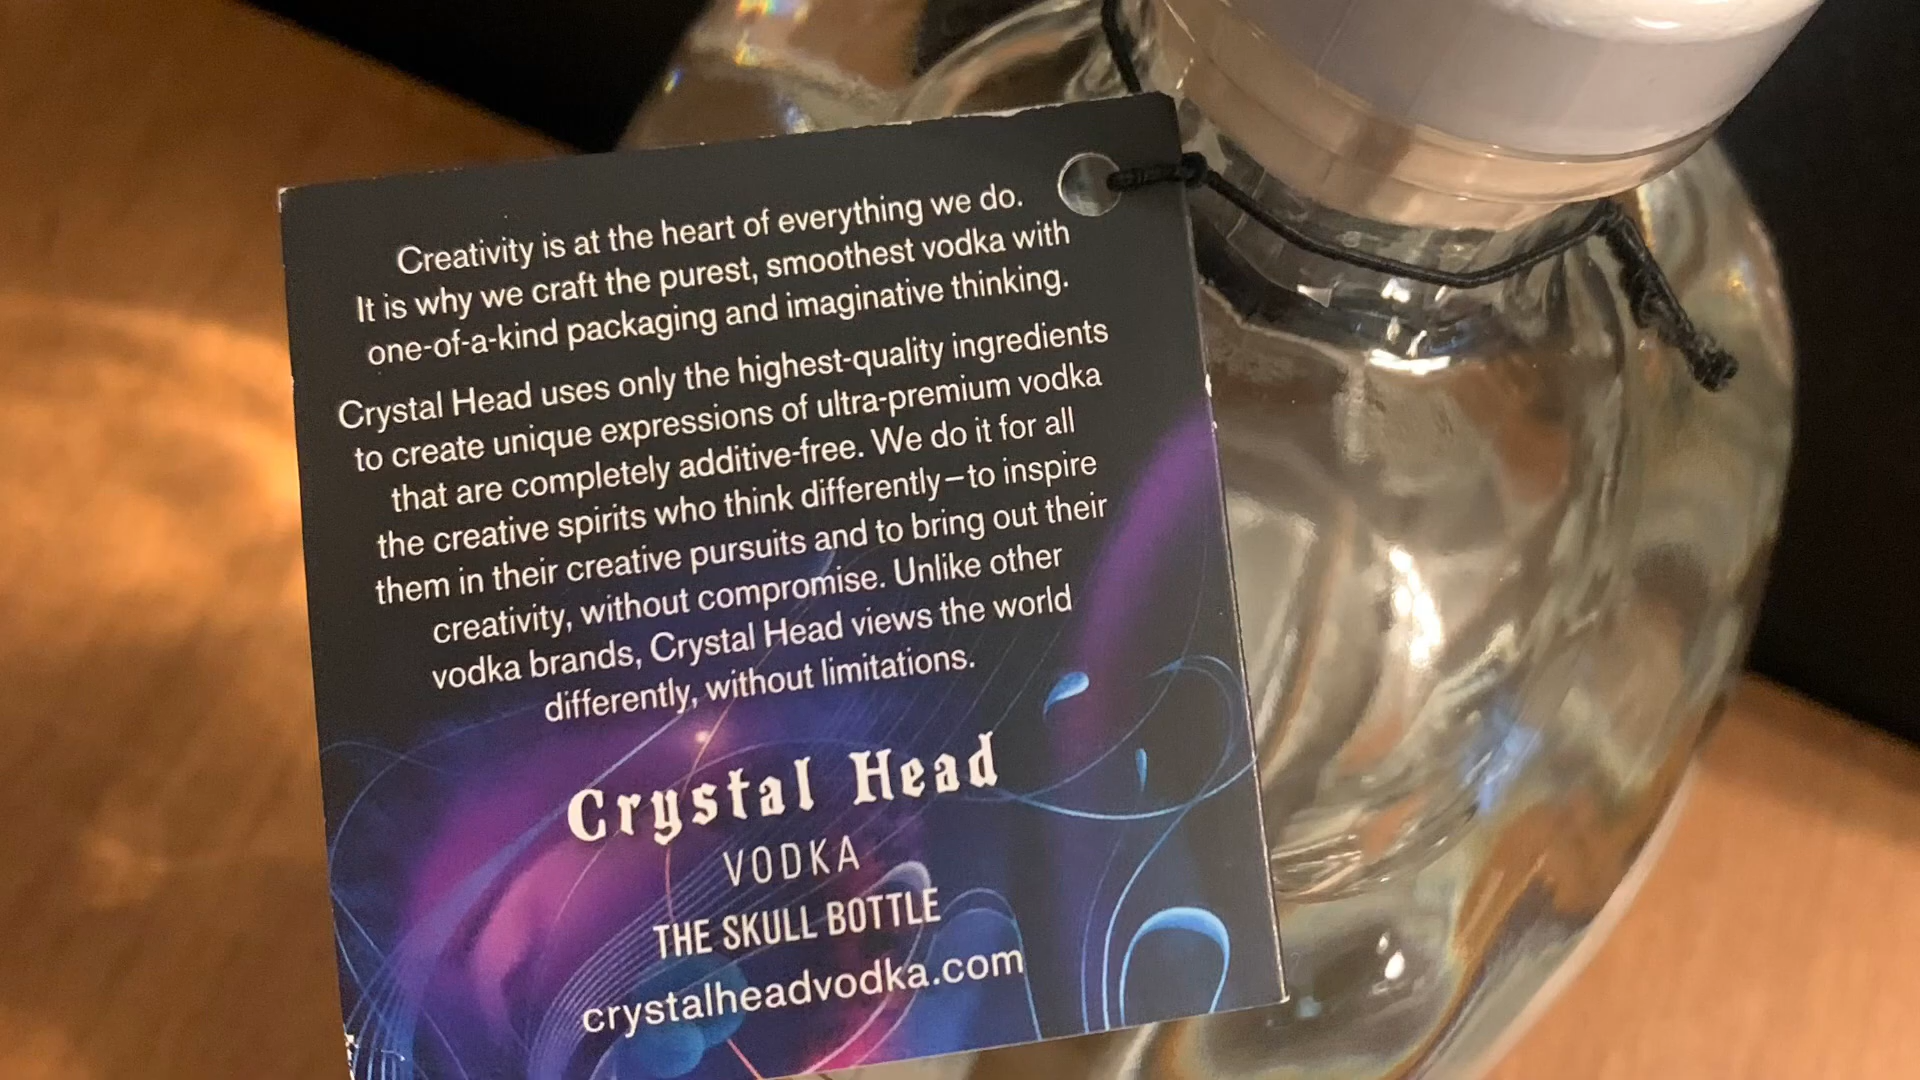 Creativity is at the heart of everything we do.
It is why we craft the purest, smoothest vodka with
one-of-a-kind packaging and imaginative thinking.
Crystal Head uses only the highest-quality ingredients
to create unique expressions of ultra-premium vodka
that are completely additive-free. We do it for all
the creative spirits who think differently–to inspire
them in their creative pursuits and to bring out their
creativity, without compromise. Unlike other
vodka brands, Crystal Head views the world
differently, without limitations.
Crystal Head
VODKA
THE SKULL BOTTLE
crystalheadvodka.com